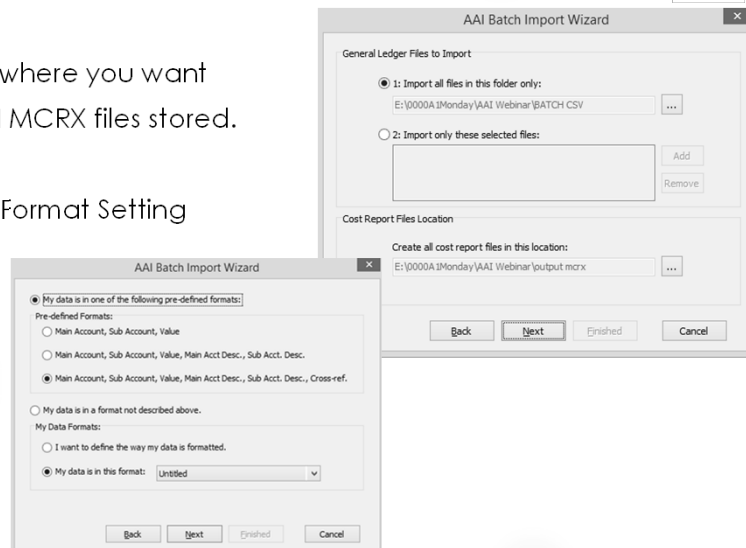 where you want
MCRX files stored.
Format Setting
AAI Batch Import Wizard
General Ledger Files to Import
1: Import all files in this folder only:
E:\0000A1Monday\AAI Webinar\BATCH CSV
...
2: Import only these selected files:
Add
Remove
Cost Report Files Location
Create all cost report files in this location:
E:\0000A1Monday\AAI Webinar\output mcrx
...
Back Next Finished Cancel
AAI Batch Import Wizard
My data is in one of the following pre-defined formats:
Pre-defined Formats:
Main Account, Sub Account, Value
Main Account, Sub Account, Value, Main Acct Desc., Sub Acct. Desc.
Main Account, Sub Account, Value, Main Acct Desc., Sub Acct. Desc., Cross-ref.
My data is in a format not described above.
My Data Formats:
I want to define the way my data is formatted.
My data is in this format: Untitled
Back Next Finished Cancel